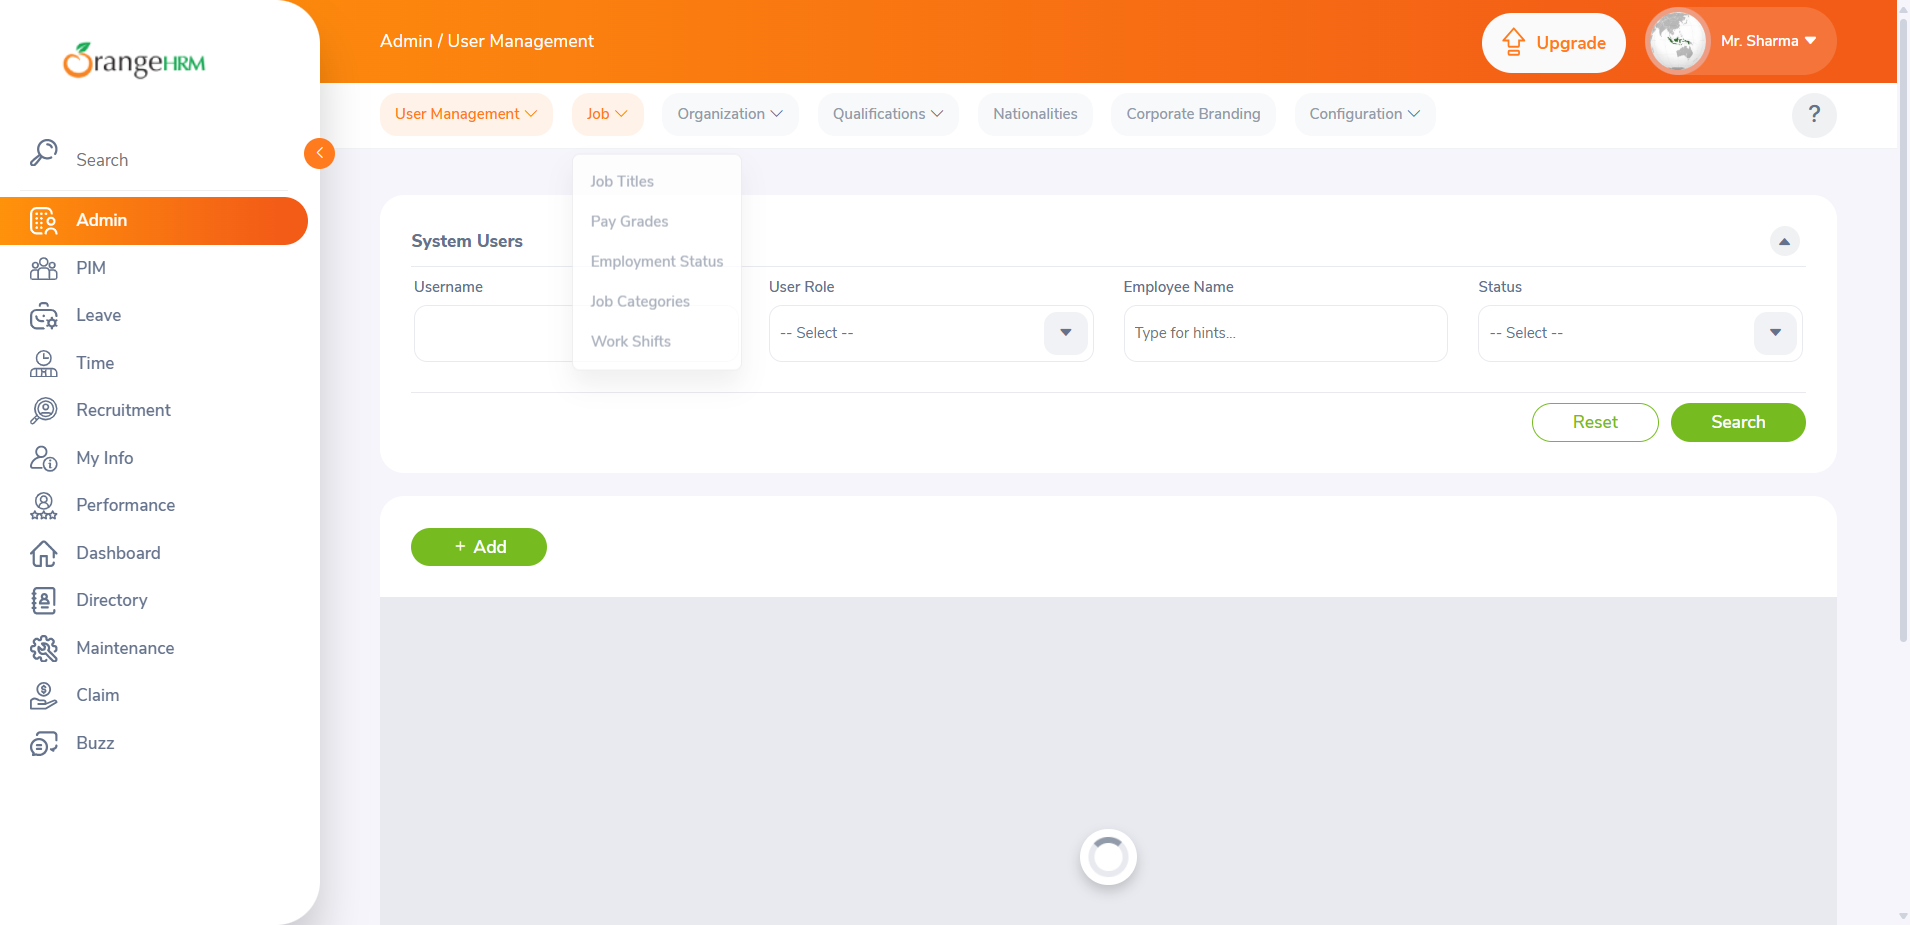 OrangeHRM
Admin / User Management
Upgrade
Mr. Sharma
User Management
Job
Organization
Qualifications
Nationalities
Corporate Branding
Configuration
?
Search
Admin
PIM
Leave
Time
Recruitment
My Info
Performance
Dashboard
Directory
Maintenance
Claim
Buzz
Job Titles
Pay Grades
Employment Status
Job Categories
Work Shifts
System Users
Username
User Role
Employee Name
Status
-- Select --
Type for hints...
-- Select --
Reset
Search
+ Add